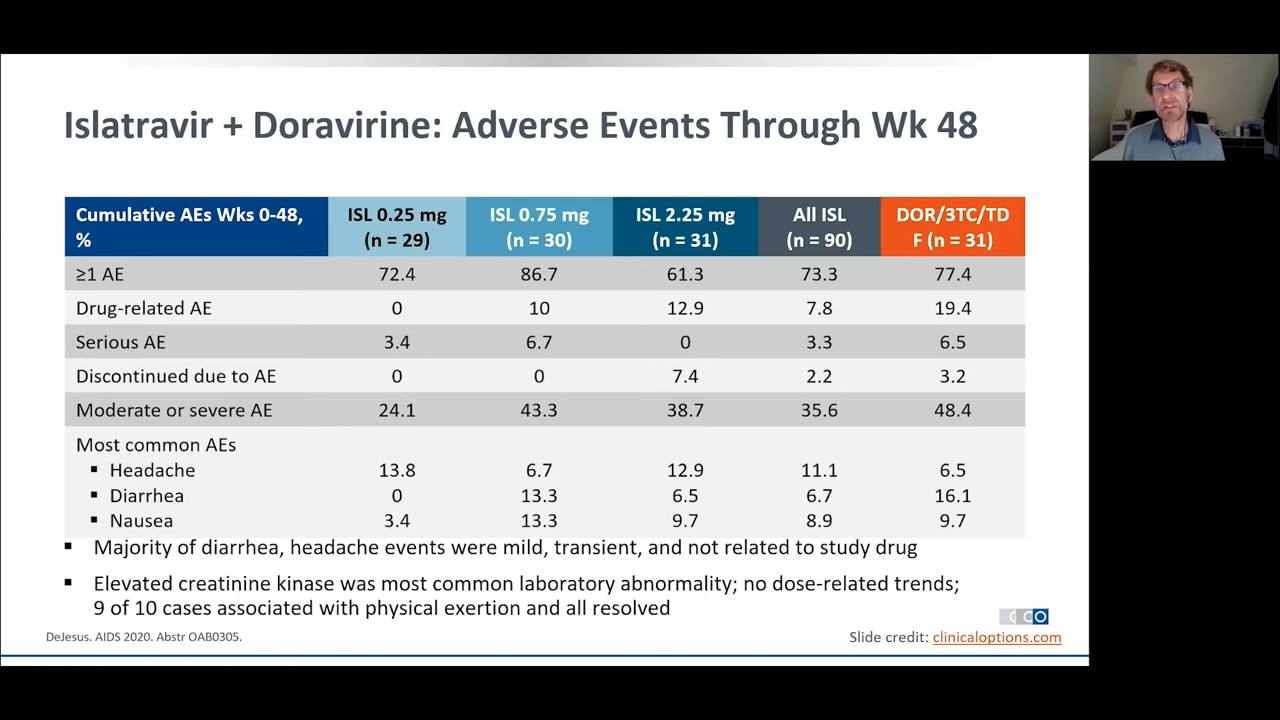 Islatravir + Doravirine: Adverse Events Through Wk 48
Cumulative AEs Wks 0-48, %
ISL 0.25 mg (n = 29)
ISL 0.75 mg (n = 30)
ISL 2.25 mg (n = 31)
All ISL (n = 90)
DOR/3TC/TD F (n = 31)
≥1 AE 72.4 86.7 61.3 73.3 77.4
Drug-related AE 0 10 12.9 7.8 19.4
Serious AE 3.4 6.7 0 3.3 6.5
Discontinued due to AE 0 0 7.4 2.2 3.2
Moderate or severe AE 24.1 43.3 38.7 35.6 48.4
Most common AEs
▪ Headache 13.8 6.7 12.9 11.1 6.5
▪ Diarrhea 0 13.3 6.5 6.7 16.1
▪ Nausea 3.4 13.3 9.7 8.9 9.7
▪ Majority of diarrhea, headache events were mild, transient, and not related to study drug
▪ Elevated creatinine kinase was most common laboratory abnormality; no dose-related trends;
9 of 10 cases associated with physical exertion and all resolved
CCO
DeJesus. AIDS 2020. Abstr OAB0305.
Slide credit: clinicaloptions.com